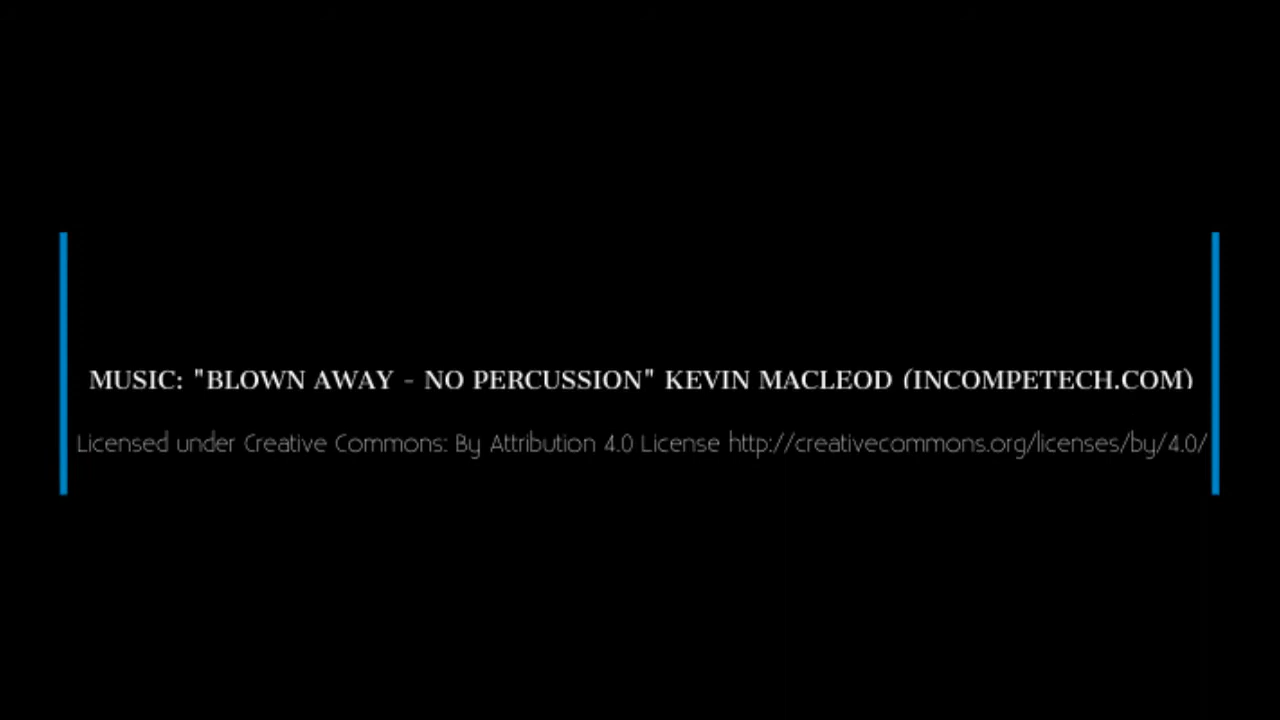 MUSIC: "BLOWN AWAY - NO PERCUSSION" KEVIN MACLEOD (INCOMPETECH.COM)
Licensed under Creative Commons: By Attribution 4.0 License http://creativecommons.org/licenses/by/4.0/